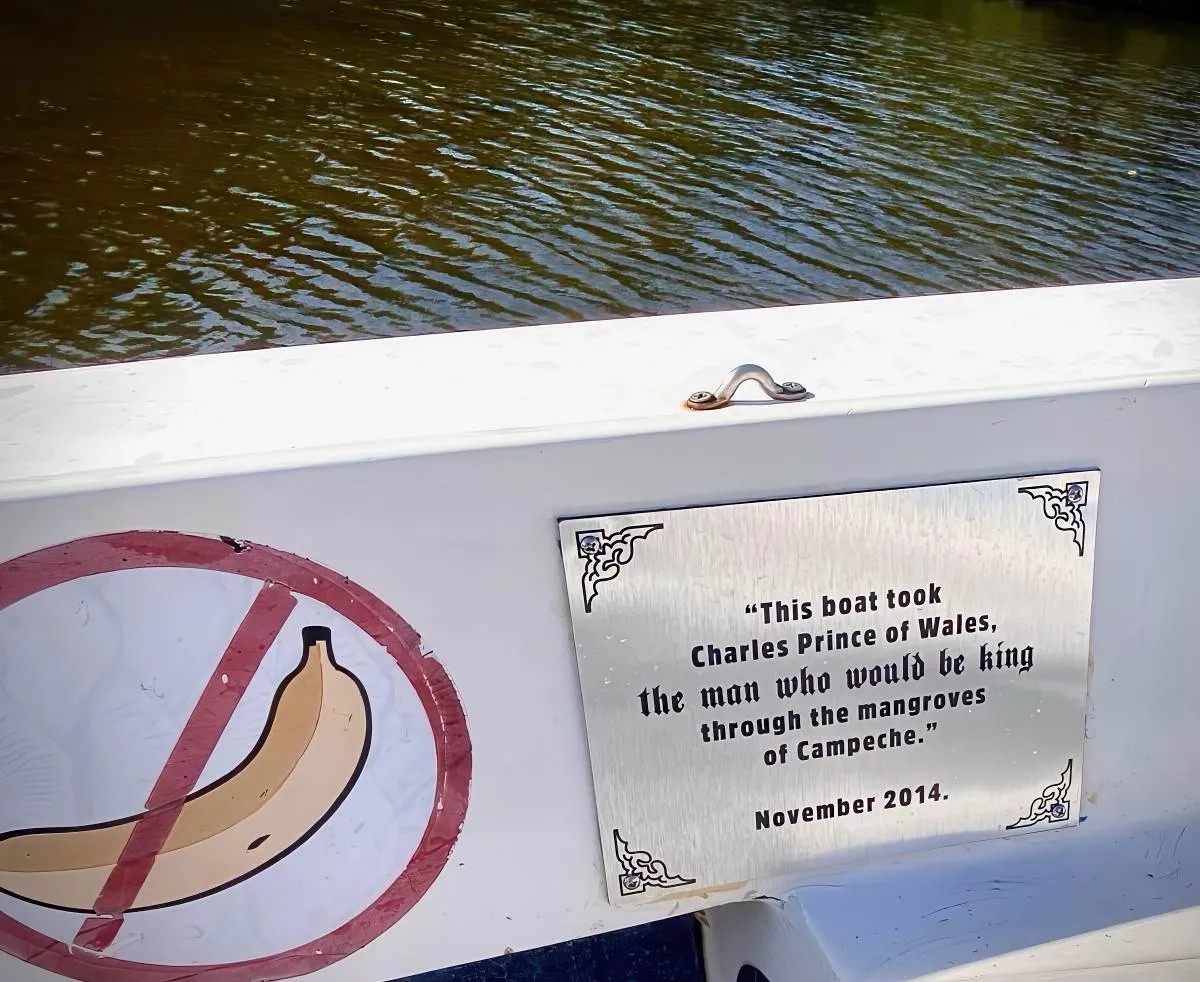 “This boat took
Charles Prince of Wales,
the man who would be king
through the mangroves
of Campeche.”
November 2014.